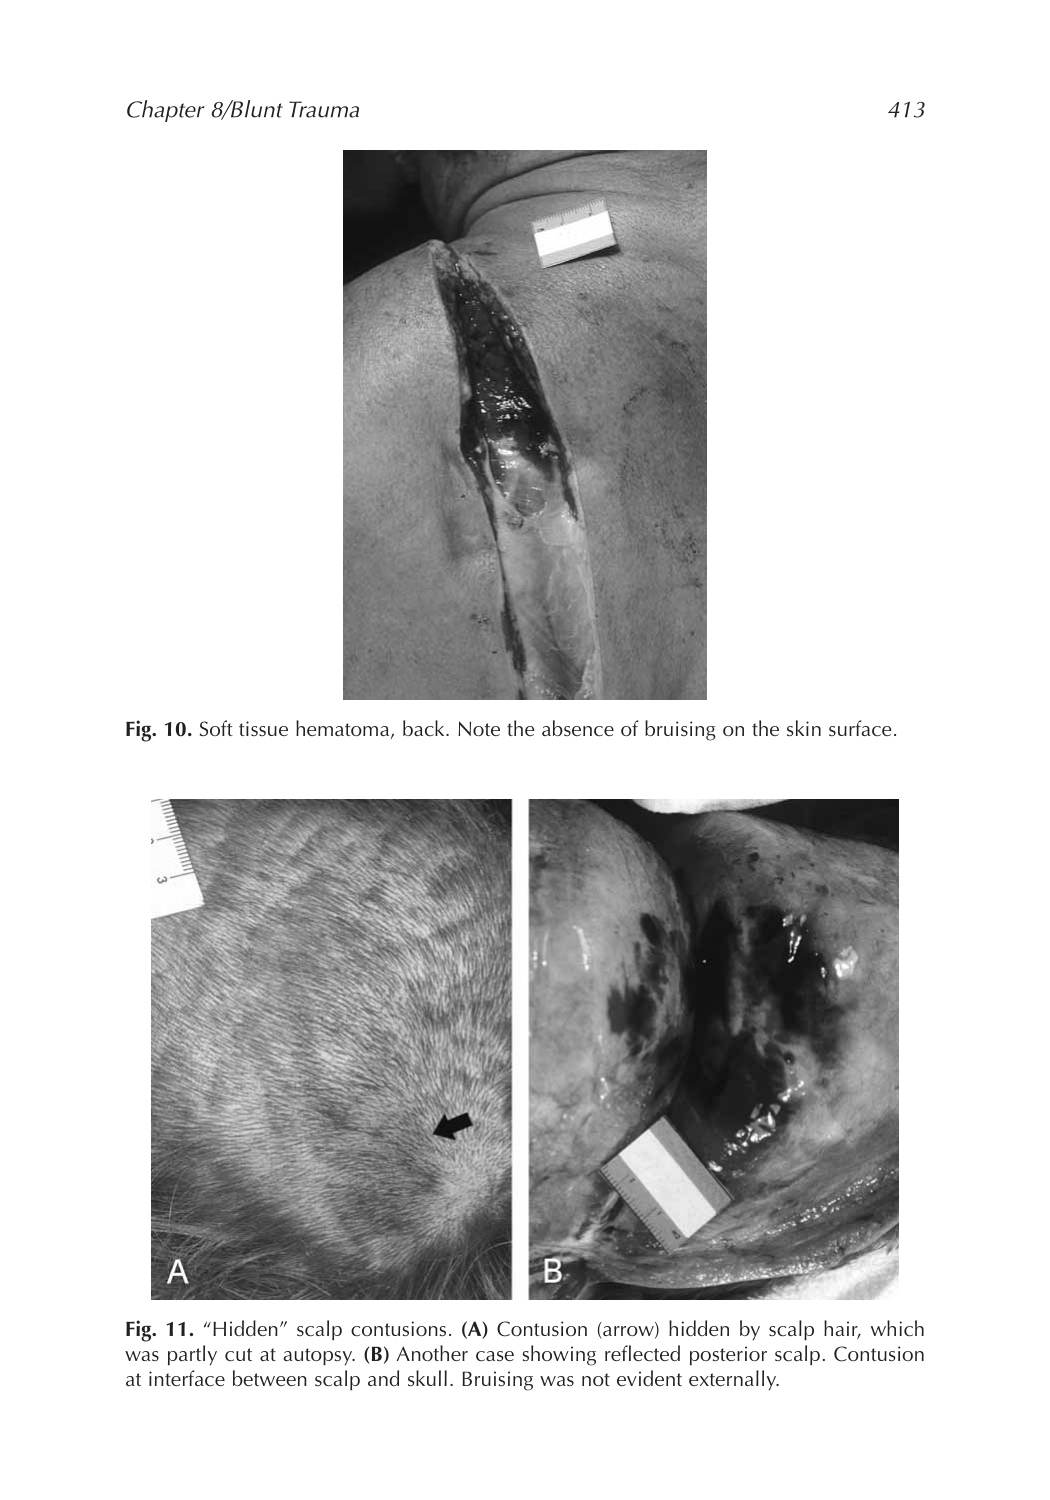 Chapter 8/Blunt Trauma 413
Fig. 10. Soft tissue hematoma, back. Note the absence of bruising on the skin surface.
3
A
B
Fig. 11. “Hidden” scalp contusions. (A) Contusion (arrow) hidden by scalp hair, which
was partly cut at autopsy. (B) Another case showing reflected posterior scalp. Contusion
at interface between scalp and skull. Bruising was not evident externally.